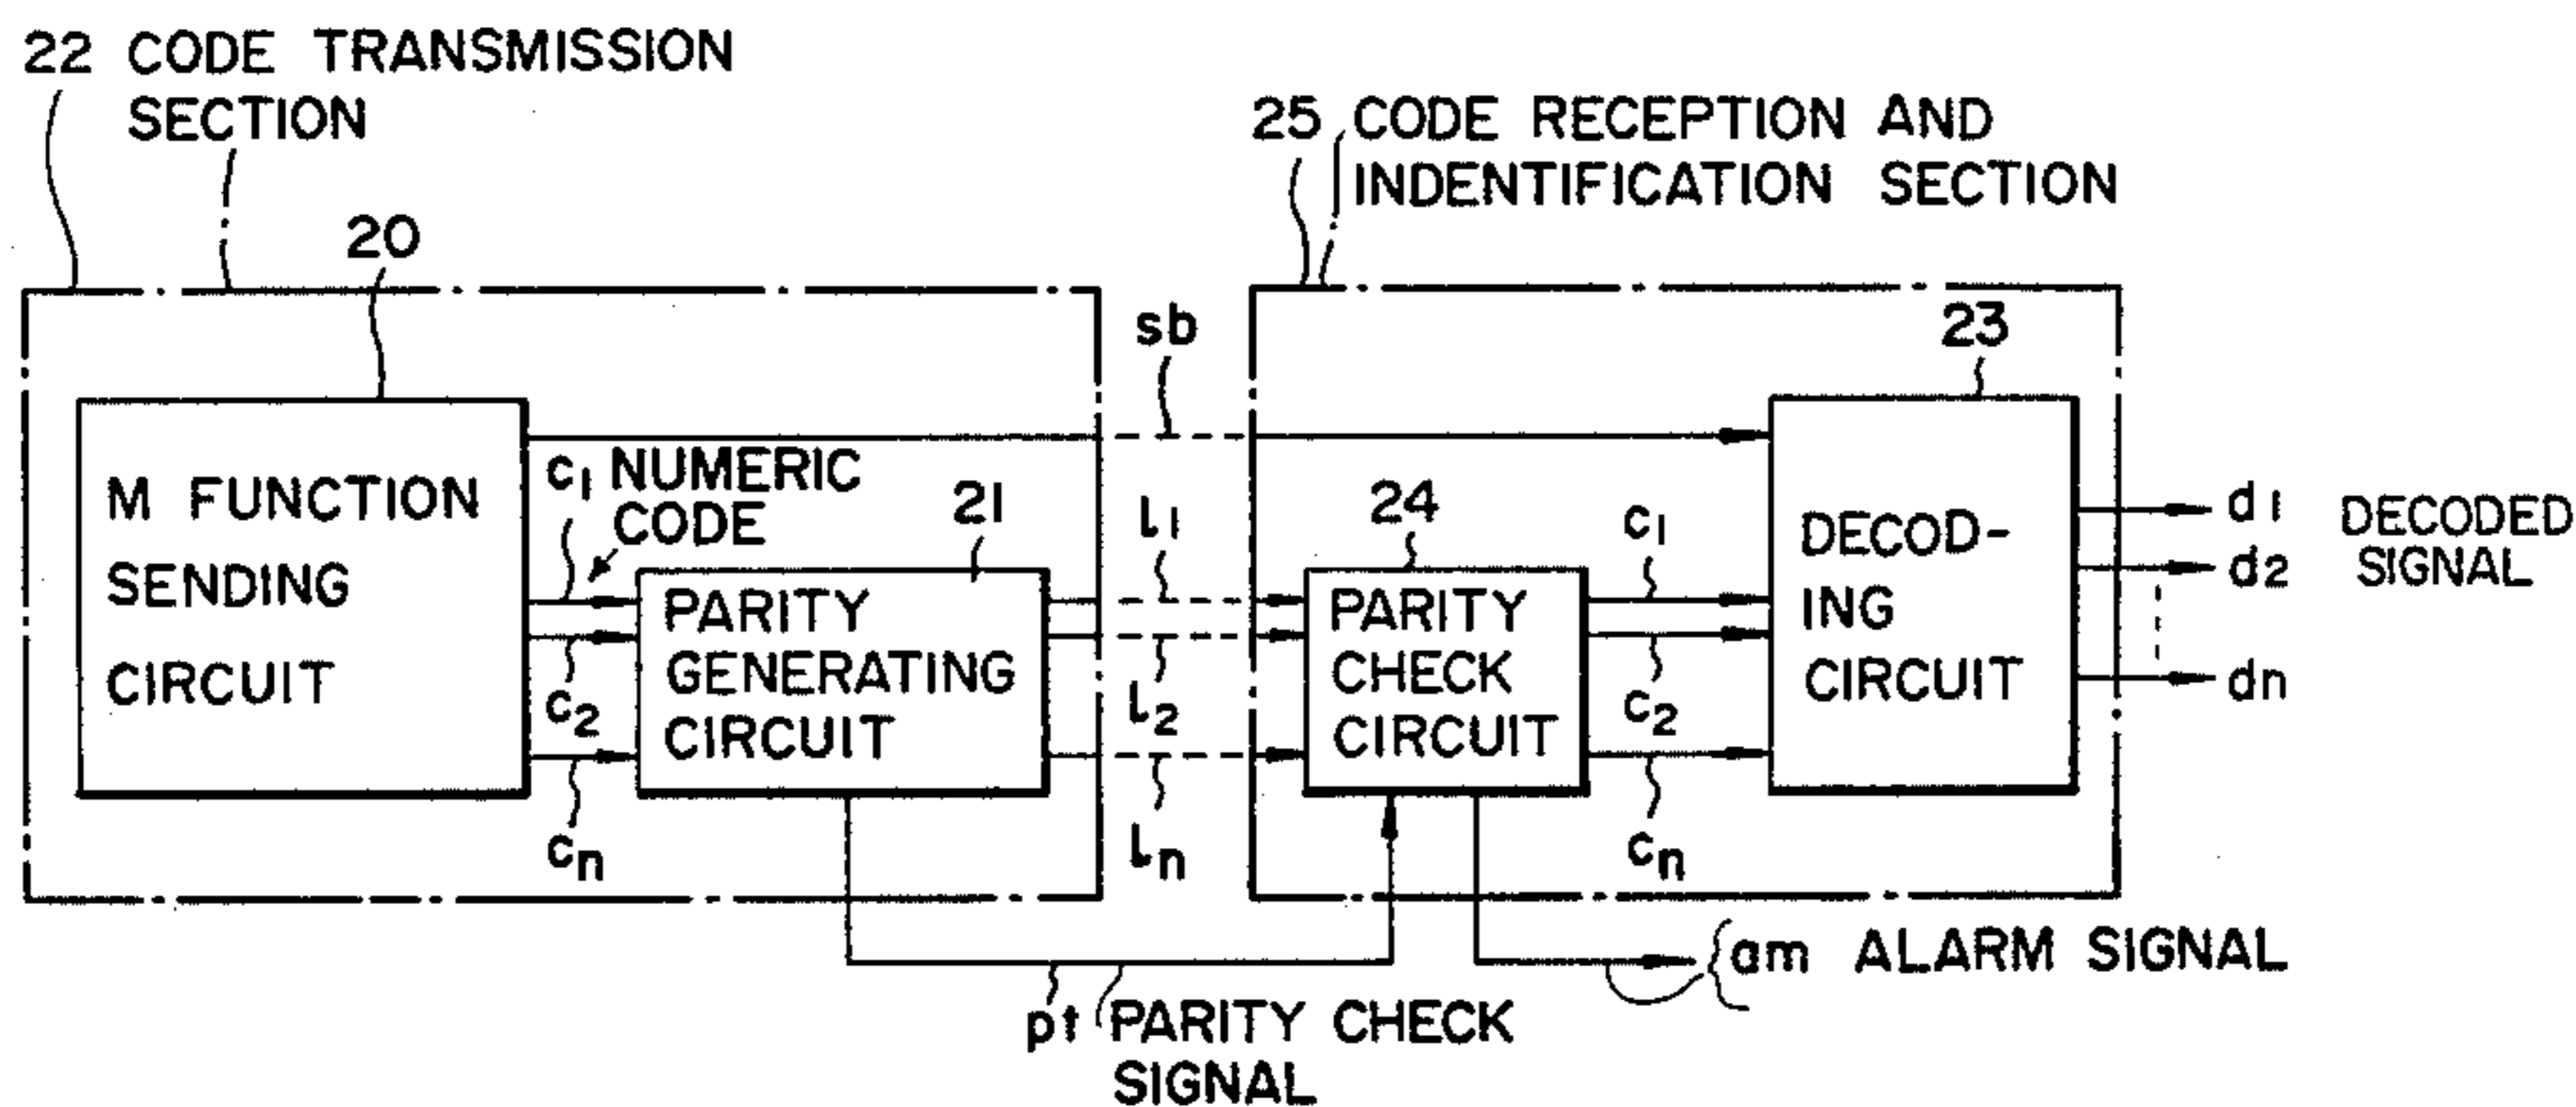 22 CODE TRANSMISSION
SECTION
25 CODE RECEPTION AND
INDENTIFICATION SECTION
20
sb
23
M FUNCTION
SENDING
CIRCUIT
c1 NUMERIC
CODE
c2
cn
21
PARITY
GENERATING
CIRCUIT
l1
l2
ln
24
PARITY
CHECK
CIRCUIT
c1
c2
cn
DECOD-
ING
CIRCUIT
d1
d2
dn
DECODED
SIGNAL
am ALARM SIGNAL
pt PARITY CHECK
SIGNAL